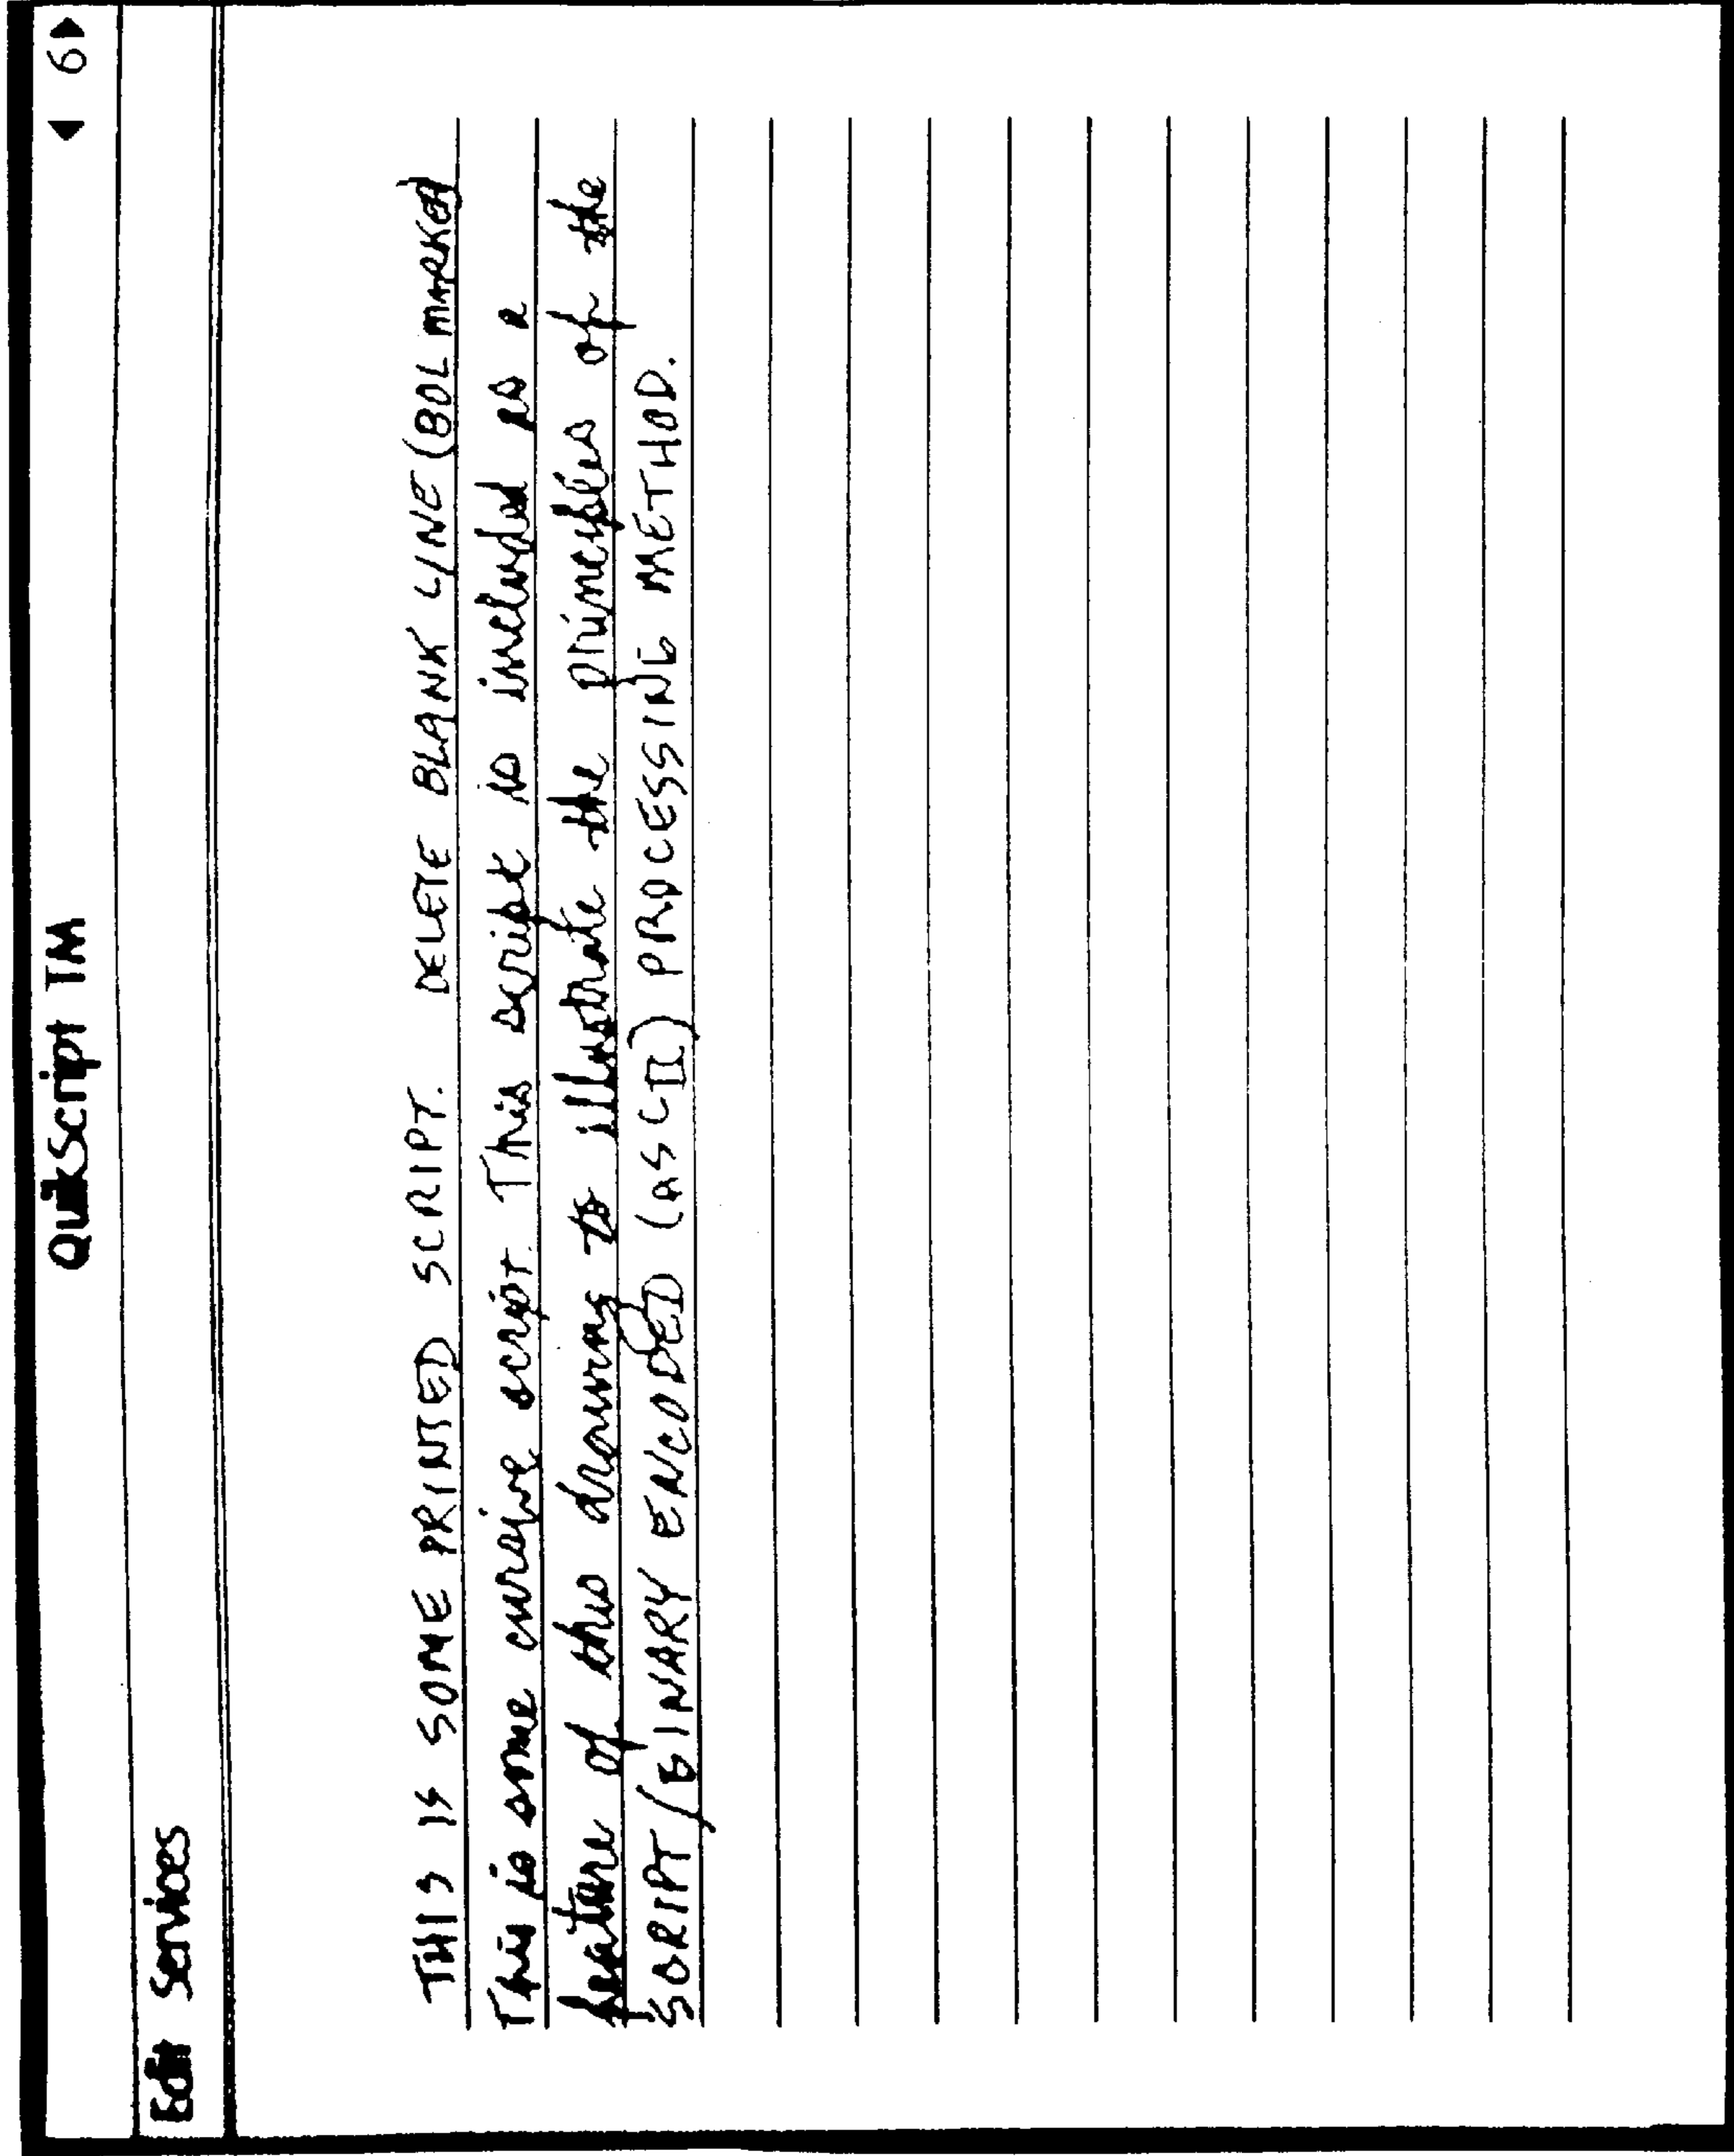 QuikScript TM ◀ 6▶
Edit Services
THIS IS SOME PRINTED SCRIPT. DELETE BLANK LINE (BOL MARKED)
This is some cursive script. This script is included as a
feature of this drawing to illustrate the principles of the
SCRIPT/BINARY ENCODED (ASCII) PROCESSING METHOD.